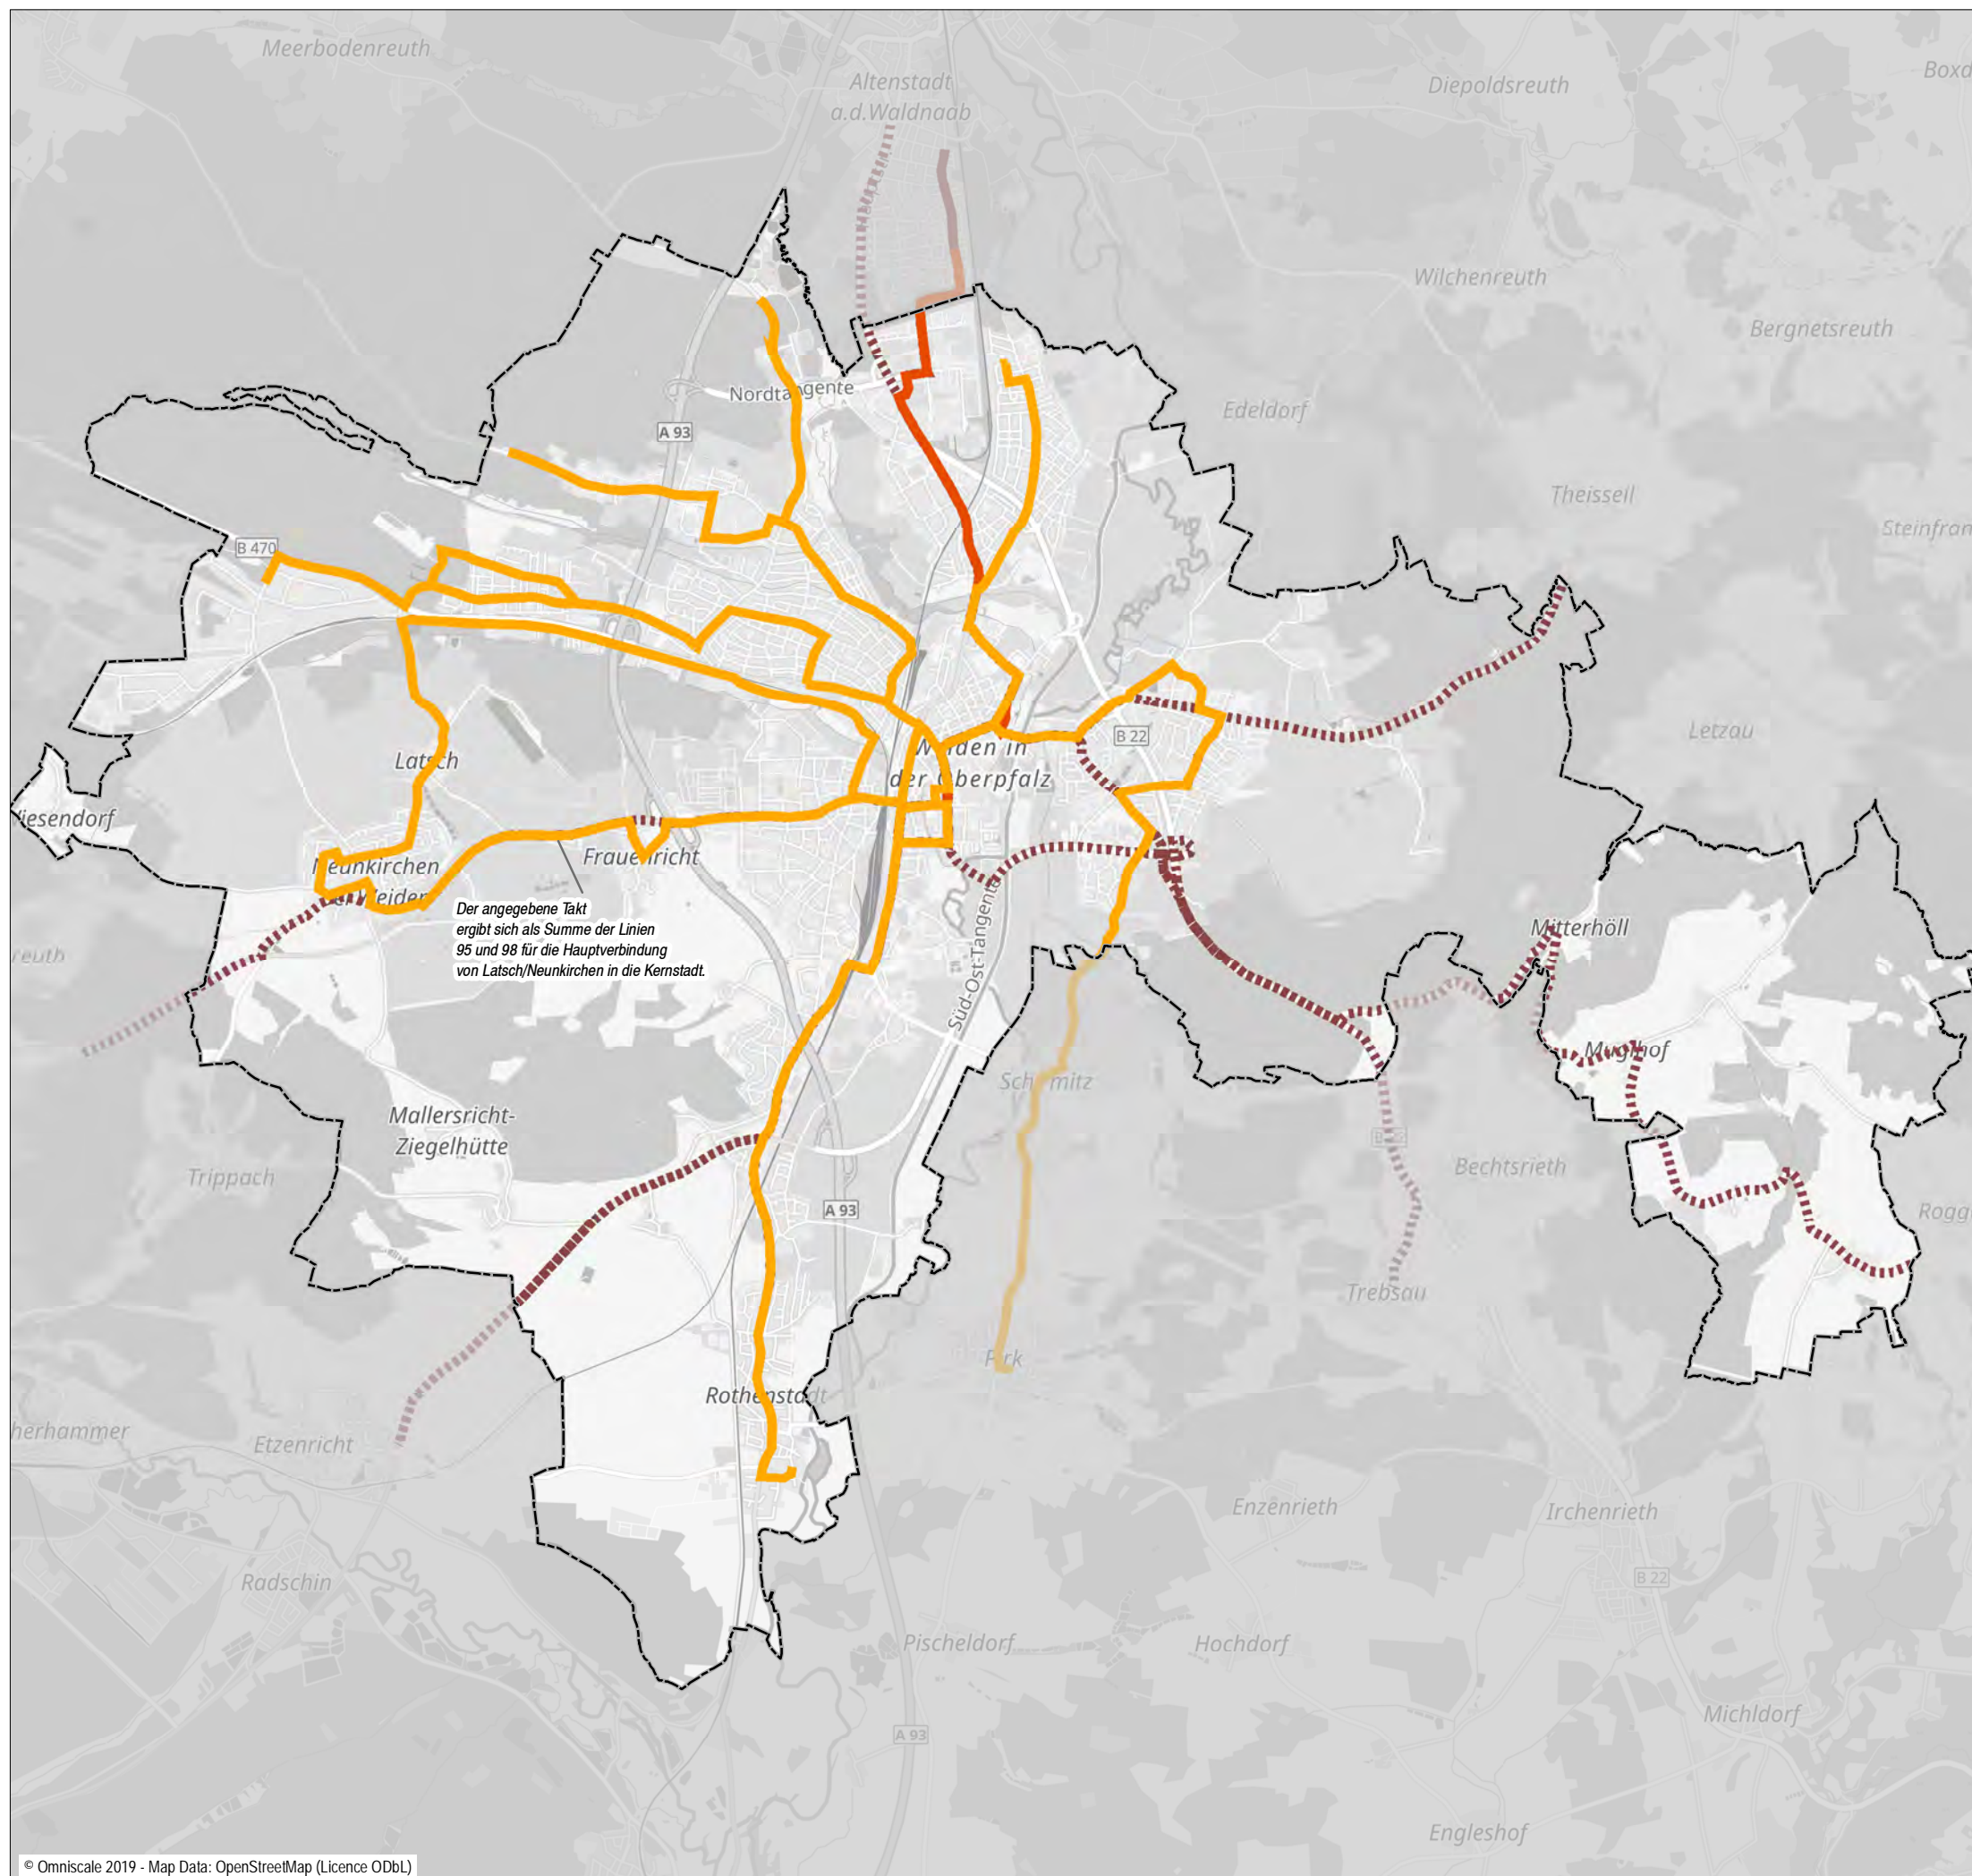 Meerbodenreuth
Altenstadt
a.d.Waldnaab
Diepoldsreuth
Boxd
Wilchenreuth
Bergnetsreuth
Nordtangente
A 93
Edeldorf
Theisseil
Steinfran
B 470
Letzau
B 22
Weiden in
der Oberpfalz
Latsch
iesendorf
Frauenricht
Neunkirchen
bei Weiden
Der angegebene Takt
ergibt sich als Summe der Linien
95 und 98 für die Hauptverbindung
von Latsch/Neunkirchen in die Kernstadt.
reuth
Süd-Ost-Tangente
Mitterhöll
Muglhof
Schirmitz
Mallersricht-
Ziegelhütte
Trippach
Bechtsrieth
A 93
Rogg
Trebsau
Pirk
Rothenstadt
herhammer
Etzenricht
Enzenrieth
Irchenrieth
Radschin
B 22
Pischeldorf
Hochdorf
Michldorf
A 93
Engleshof
© Omniscale 2019 - Map Data: OpenStreetMap (Licence ODbL)